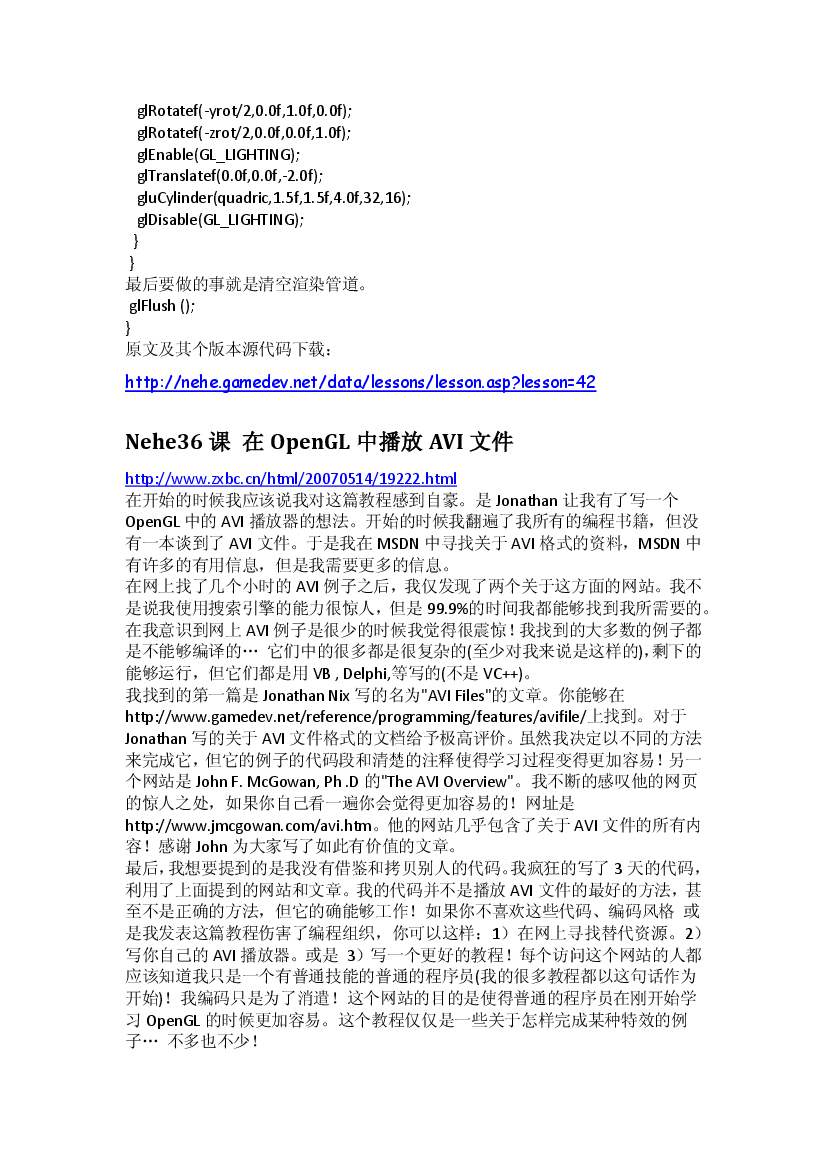 glRotatef(-yrot/2,0.0f,1.0f,0.0f);
glRotatef(-zrot/2,0.0f,0.0f,1.0f);
glEnable(GL_LIGHTING);
glTranslatef(0.0f,0.0f,-2.0f);
gluCylinder(quadric,1.5f,1.5f,4.0f,32,16);
glDisable(GL_LIGHTING);
}
}
最后要做的事就是清空渲染管道。
glFlush ();
}
原文及其个版本源代码下载：
http://nehe.gamedev.net/data/lessons/lesson.asp?lesson=42
Nehe36 课 在 OpenGL 中播放 AVI 文件
http://www.zxbc.cn/html/20070514/19222.html
在开始的时候我应该说我对这篇教程感到自豪。是 Jonathan 让我有了写一个
OpenGL 中的 AVI 播放器的想法。开始的时候我翻遍了我所有的编程书籍，但没
有一本谈到了 AVI 文件。于是我在 MSDN 中寻找关于 AVI 格式的资料，MSDN 中
有许多的有用信息，但是我需要更多的信息。
在网上找了几个小时的 AVI 例子之后，我仅发现了两个关于这方面的网站。我不
是说我使用搜索引擎的能力很惊人，但是 99.9%的时间我都能够找到我所需要的。
在我意识到网上 AVI 例子是很少的时候我觉得很震惊！我找到的大多数的例子都
是不能够编译的… 它们中的很多都是很复杂的(至少对我来说是这样的)，剩下的
能够运行，但它们都是用 VB , Delphi,等写的(不是 VC++)。
我找到的第一篇是 Jonathan Nix 写的名为"AVI Files"的文章。你能够在
http://www.gamedev.net/reference/programming/features/avifile/上找到。对于
Jonathan 写的关于 AVI 文件格式的文档给予极高评价。虽然我决定以不同的方法
来完成它，但它的例子的代码段和清楚的注释使得学习过程变得更加容易！另一
个网站是 John F. McGowan, Ph .D 的"The AVI Overview"。我不断的感叹他的网页
的惊人之处，如果你自己看一遍你会觉得更加容易的！网址是
http://www.jmcgowan.com/avi.htm。他的网站几乎包含了关于 AVI 文件的所有内
容！感谢 John 为大家写了如此有价值的文章。
最后，我想要提到的是我没有借鉴和拷贝别人的代码。我疯狂的写了 3 天的代码，
利用了上面提到的网站和文章。我的代码并不是播放 AVI 文件的最好的方法，甚
至不是正确的方法，但它的确能够工作！如果你不喜欢这些代码、编码风格 或
是我发表这篇教程伤害了编程组织，你可以这样：1）在网上寻找替代资源。2）
写你自己的 AVI 播放器。或是 3）写一个更好的教程！每个访问这个网站的人都
应该知道我只是一个有普通技能的普通的程序员(我的很多教程都以这句话作为
开始)！我编码只是为了消遣！这个网站的目的是使得普通的程序员在刚开始学
习 OpenGL 的时候更加容易。这个教程仅仅是一些关于怎样完成某种特效的例
子… 不多也不少！